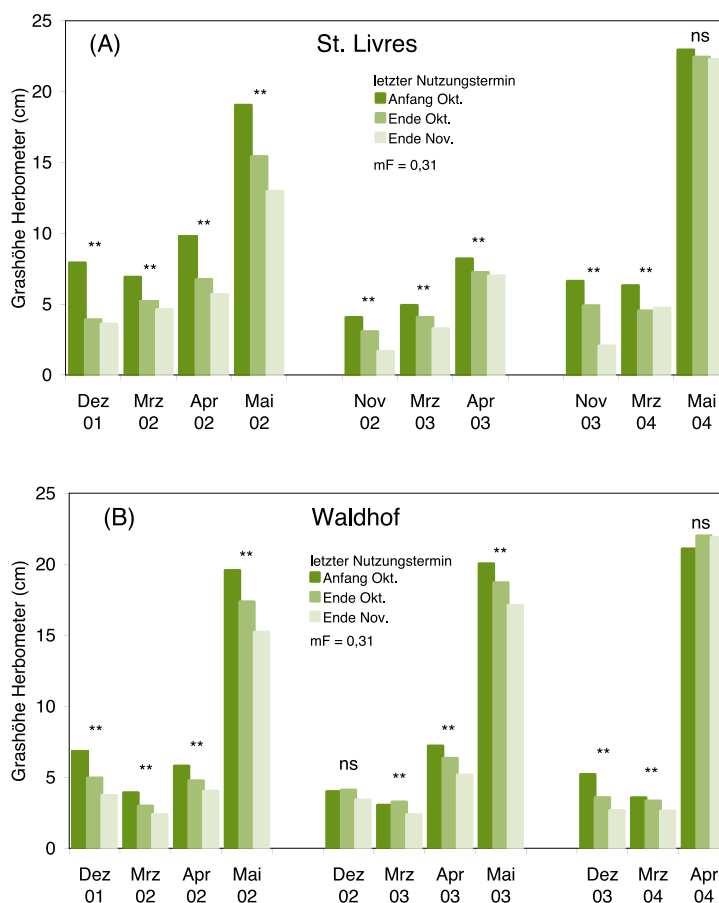 (A) St. Livres
Grashöhe Herbometer (cm)
25
20
15
10
5
0
letzter Nutzungstermin
Anfang Okt.
Ende Okt.
Ende Nov.
mF = 0,31
** ** ** ** ** ** ** ** ** ns
Dez Mrz Apr Mai Nov Mrz Apr Nov Mrz Mai
01 02 02 02 02 03 03 03 04 04
(B) Waldhof
Grashöhe Herbometer (cm)
25
20
15
10
5
0
letzter Nutzungstermin
Anfang Okt.
Ende Okt.
Ende Nov.
mF = 0,31
** ** ** ** ns ** ** ** ** ** ns
Dez Mrz Apr Mai Dez Mrz Apr Mai Dez Mrz Apr
01 02 02 02 02 03 03 03 03 04 04